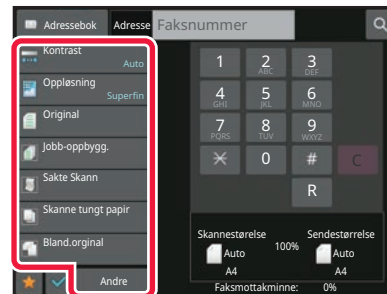 Adressebok Adresse Faksnummer
Kontrast
Auto
Oppløsning
Superfin
Original
Jobb-oppbygg.
Sakte Skann
Skanne tungt papir
Bland.orginal
Andre
1 2 ABC 3 DEF
4 GHI 5 JKL 6 MNO
7 PQRS 8 TUV 9 WXYZ
0 # C
R
Skannestørelse Sendestørrelse
Auto 100% Auto
A4 A4
Faksmottakminne: 0%